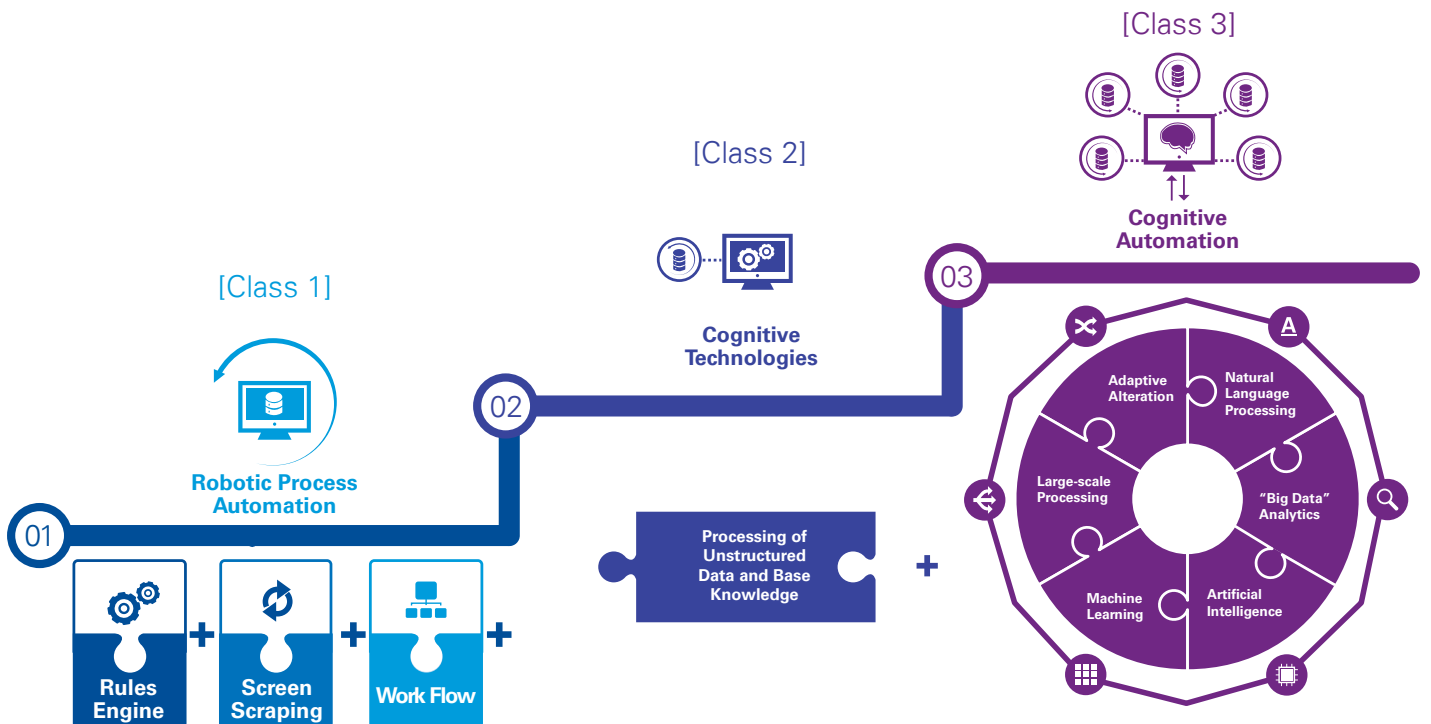 [Class 1]
Robotic Process
Automation
01
Rules
Engine
+
Screen
Scraping
+
Work Flow
+
[Class 2]
Cognitive
Technologies
02
Processing of
Unstructured
Data and Base
Knowledge
+
[Class 3]
Cognitive
Automation
03
A
Adaptive
Alteration
Natural
Language
Processing
Large-scale
Processing
“Big Data”
Analytics
Machine
Learning
Artificial
Intelligence